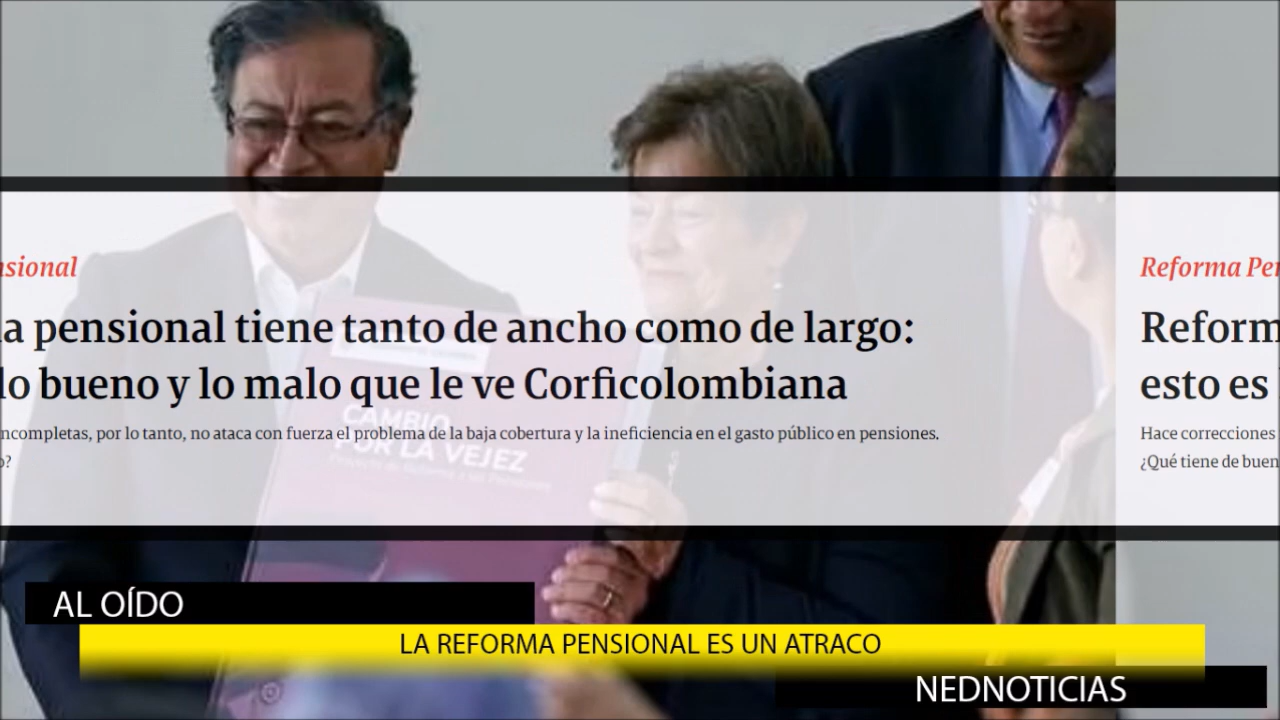 nsional
a pensional tiene tanto de ancho como de largo:
lo bueno y lo malo que le ve Corficolombiana
ncompletas, por lo tanto, no ataca con fuerza el problema de la baja cobertura y la ineficiencia en el gasto público en pensiones.
o?
Reforma Pen
Reform
esto es
Hace correcciones
¿Qué tiene de buen
CAMBIO
POR LA VEJEZ
AL OÍDO
LA REFORMA PENSIONAL ES UN ATRACO
NEDNOTICIAS